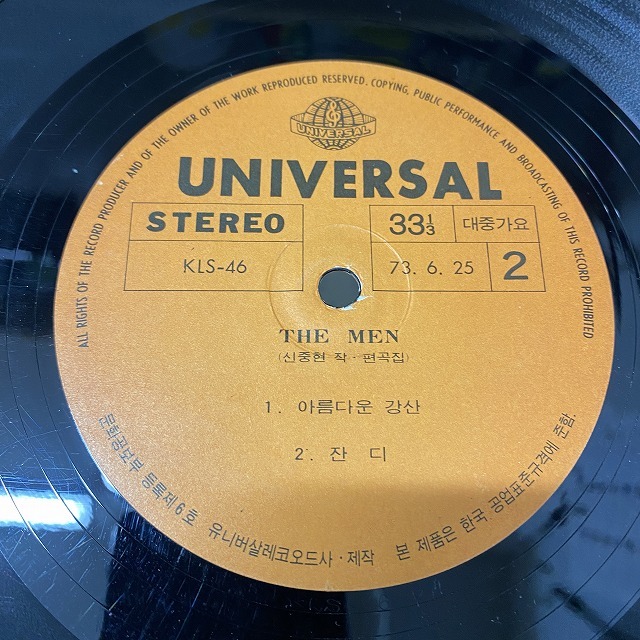 ALL RIGHTS OF THE RECORD PRODUCER AND OF THE OWNER OF THE WORK REPRODUCED RESERVED. COPYING, PUBLIC PERFORMANCE AND BROADCASTING OF THIS RECORD PROHIBITED
UNIVERSAL
UNIVERSAL
STEREO
33⅓
대중가요
KLS-46
73. 6. 25
2
THE MEN
(신중현 작·편곡집)
1. 아름다운 강산
2. 잔 디
문화공보부 등록제6호 유니버살레코오드사·제작 본 제품은 한국 공업표준규격에 준함.